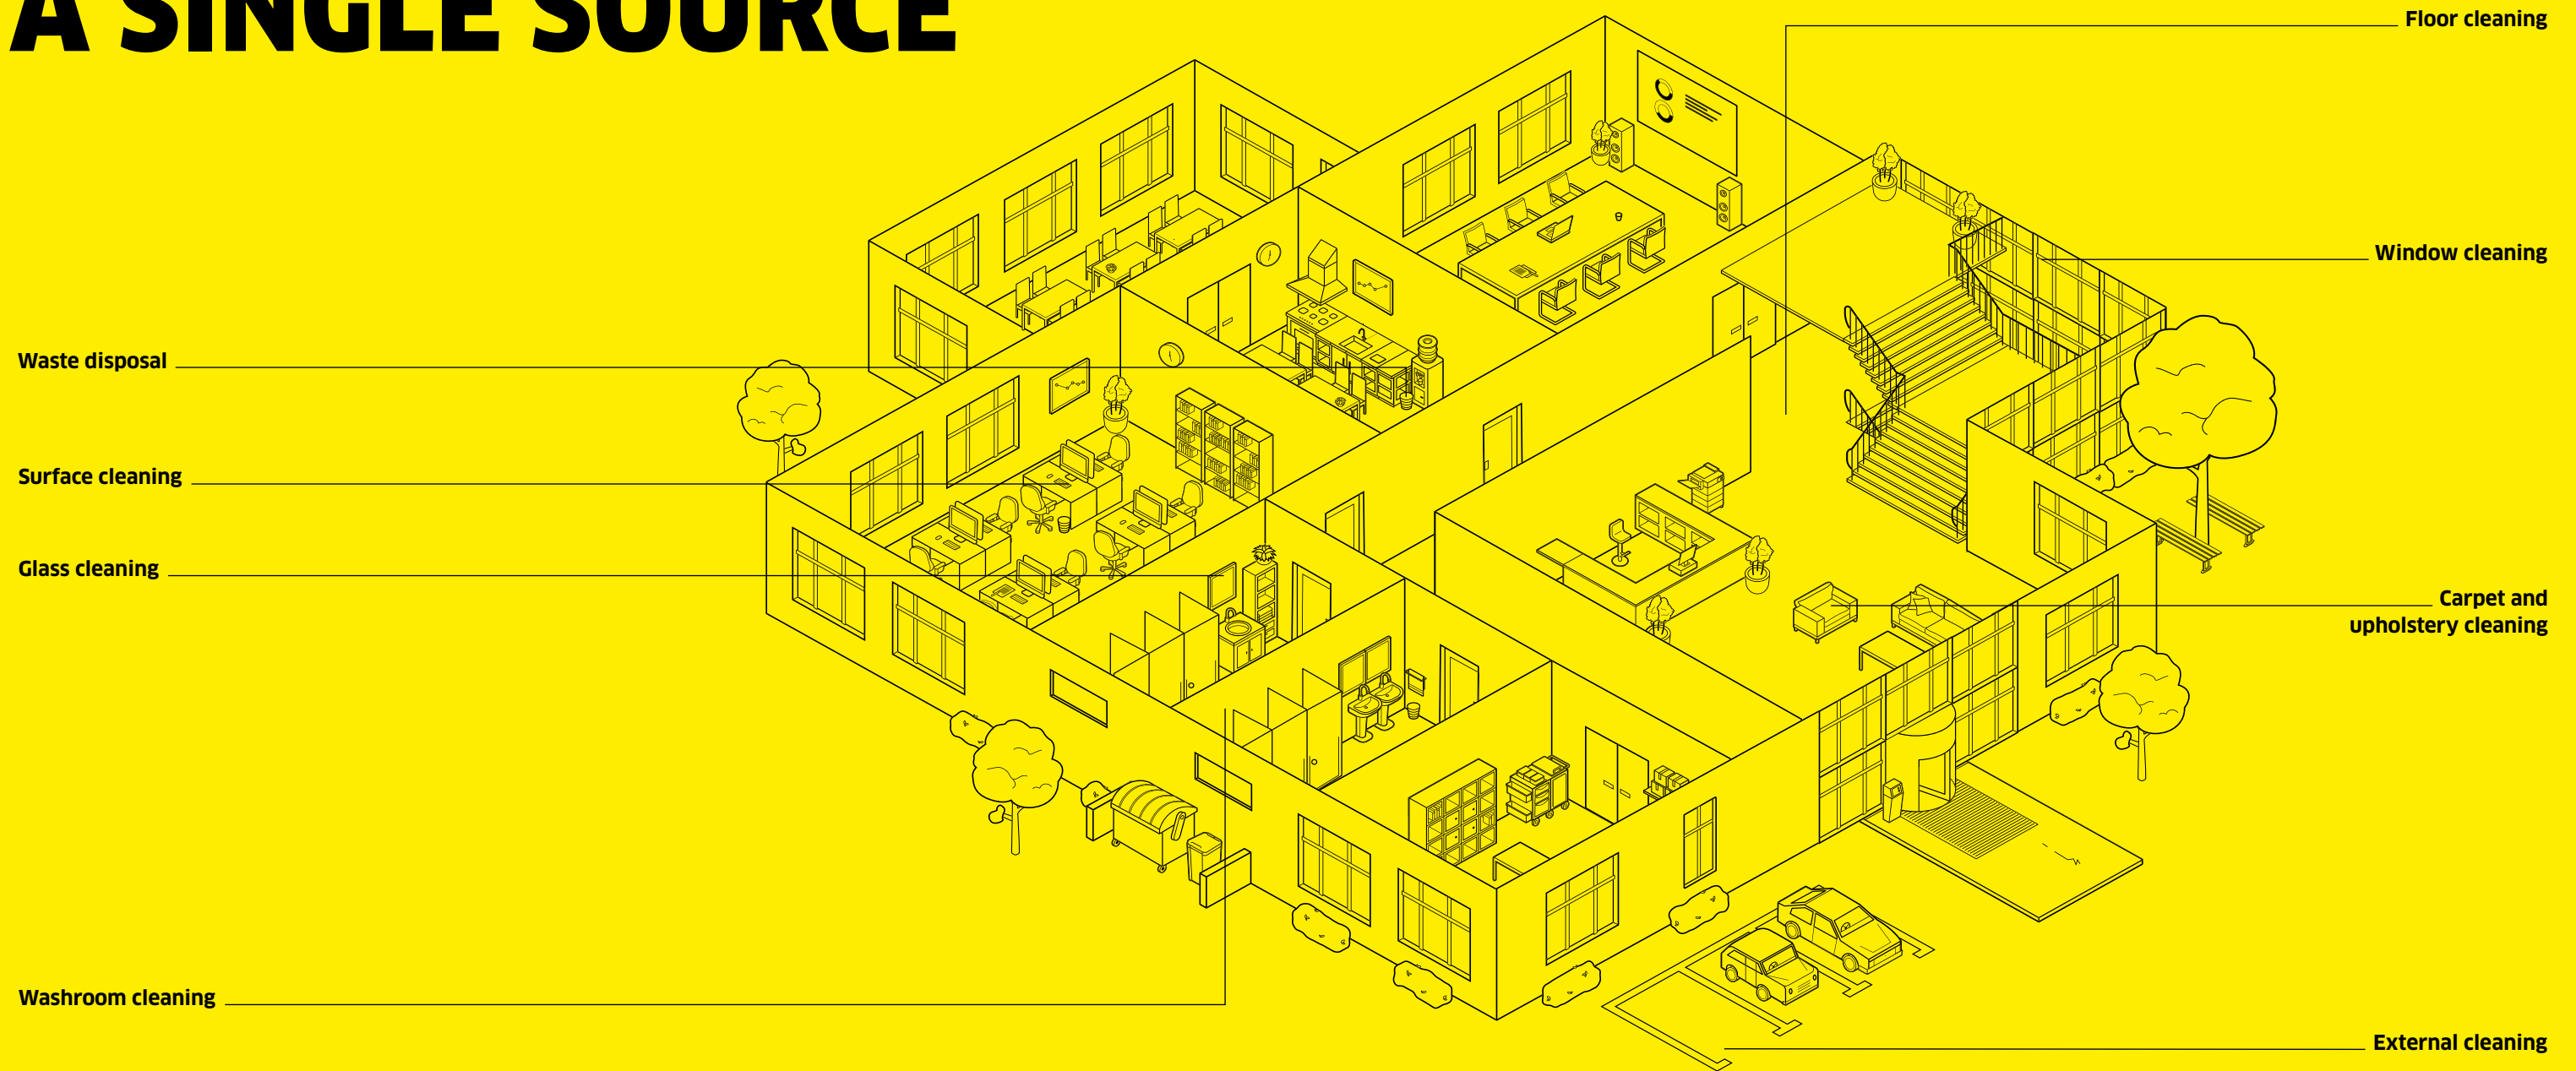 A SINGLE SOURCE
Floor cleaning
Window cleaning
Waste disposal
Surface cleaning
Glass cleaning
Carpet and
upholstery cleaning
Washroom cleaning
External cleaning